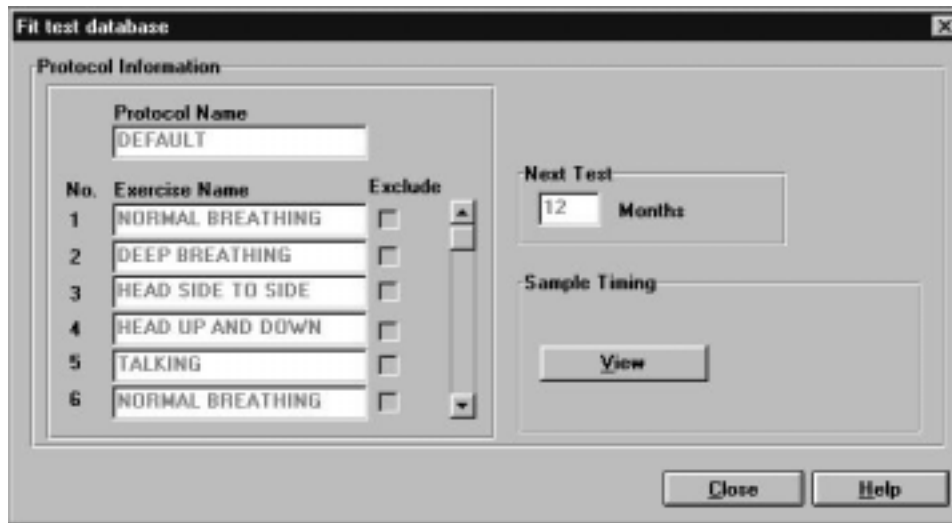 Fit test database
Protocol Information
Protocol Name
DEFAULT
No. Exercise Name Exclude
1 NORMAL BREATHING
2 DEEP BREATHING
3 HEAD SIDE TO SIDE
4 HEAD UP AND DOWN
5 TALKING
6 NORMAL BREATHING
Next Test
12 Months
Sample Timing
View
Close Help